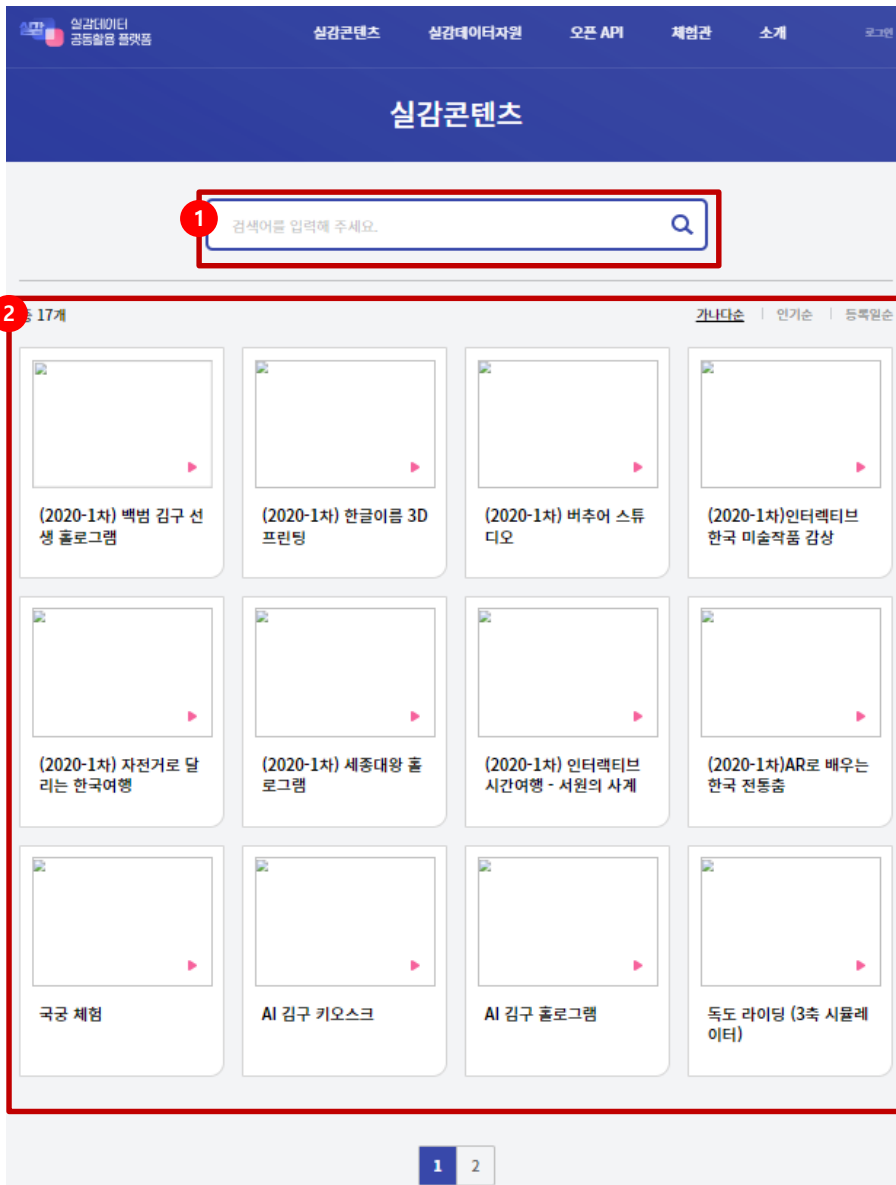 실감
실감데이터
공동활용 플랫폼
실감콘텐츠 실감데이터자원 오픈 API 체험관 소개 로그인
실감콘텐츠
1
검색어를 입력해 주세요.
2
총 17개 가나다순 인기순 등록일순
(2020-1차) 백범 김구 선
생 홀로그램
(2020-1차) 한글이름 3D
프린팅
(2020-1차) 버추어 스튜
디오
(2020-1차)인터렉티브
한국 미술작품 감상
(2020-1차) 자전거로 달
리는 한국여행
(2020-1차) 세종대왕 홀
로그램
(2020-1차) 인터랙티브
시간여행 - 서원의 사계
(2020-1차)AR로 배우는
한국 전통춤
국궁 체험
AI 김구 키오스크
AI 김구 홀로그램
독도 라이딩 (3축 시뮬레
이터)
1 2